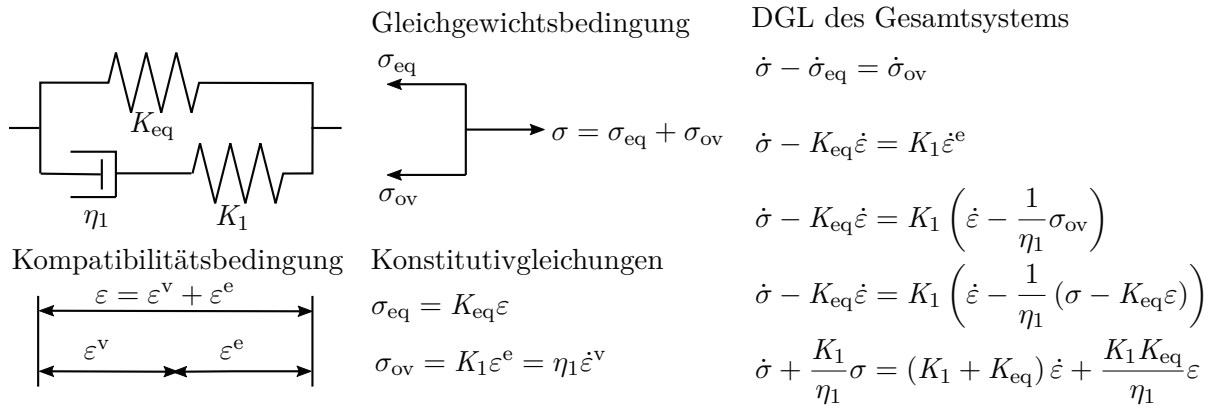 K_eq
η_1
K_1
Kompatibilitätsbedingung
ε = ε^v + ε^e
ε^v
ε^e
Gleichgewichtsbedingung
σ_eq
σ = σ_eq + σ_ov
σ_ov
Konstitutivgleichungen
σ_eq = K_eq ε
σ_ov = K_1 ε^e = η_1 ε̇^v
DGL des Gesamtsystems
σ̇ − σ̇_eq = σ̇_ov
σ̇ − K_eq ε̇ = K_1 ε̇^e
σ̇ − K_eq ε̇ = K_1 (ε̇ − 1/η_1 σ_ov)
σ̇ − K_eq ε̇ = K_1 (ε̇ − 1/η_1 (σ − K_eq ε))
σ̇ + K_1/η_1 σ = (K_1 + K_eq) ε̇ + K_1 K_eq/η_1 ε